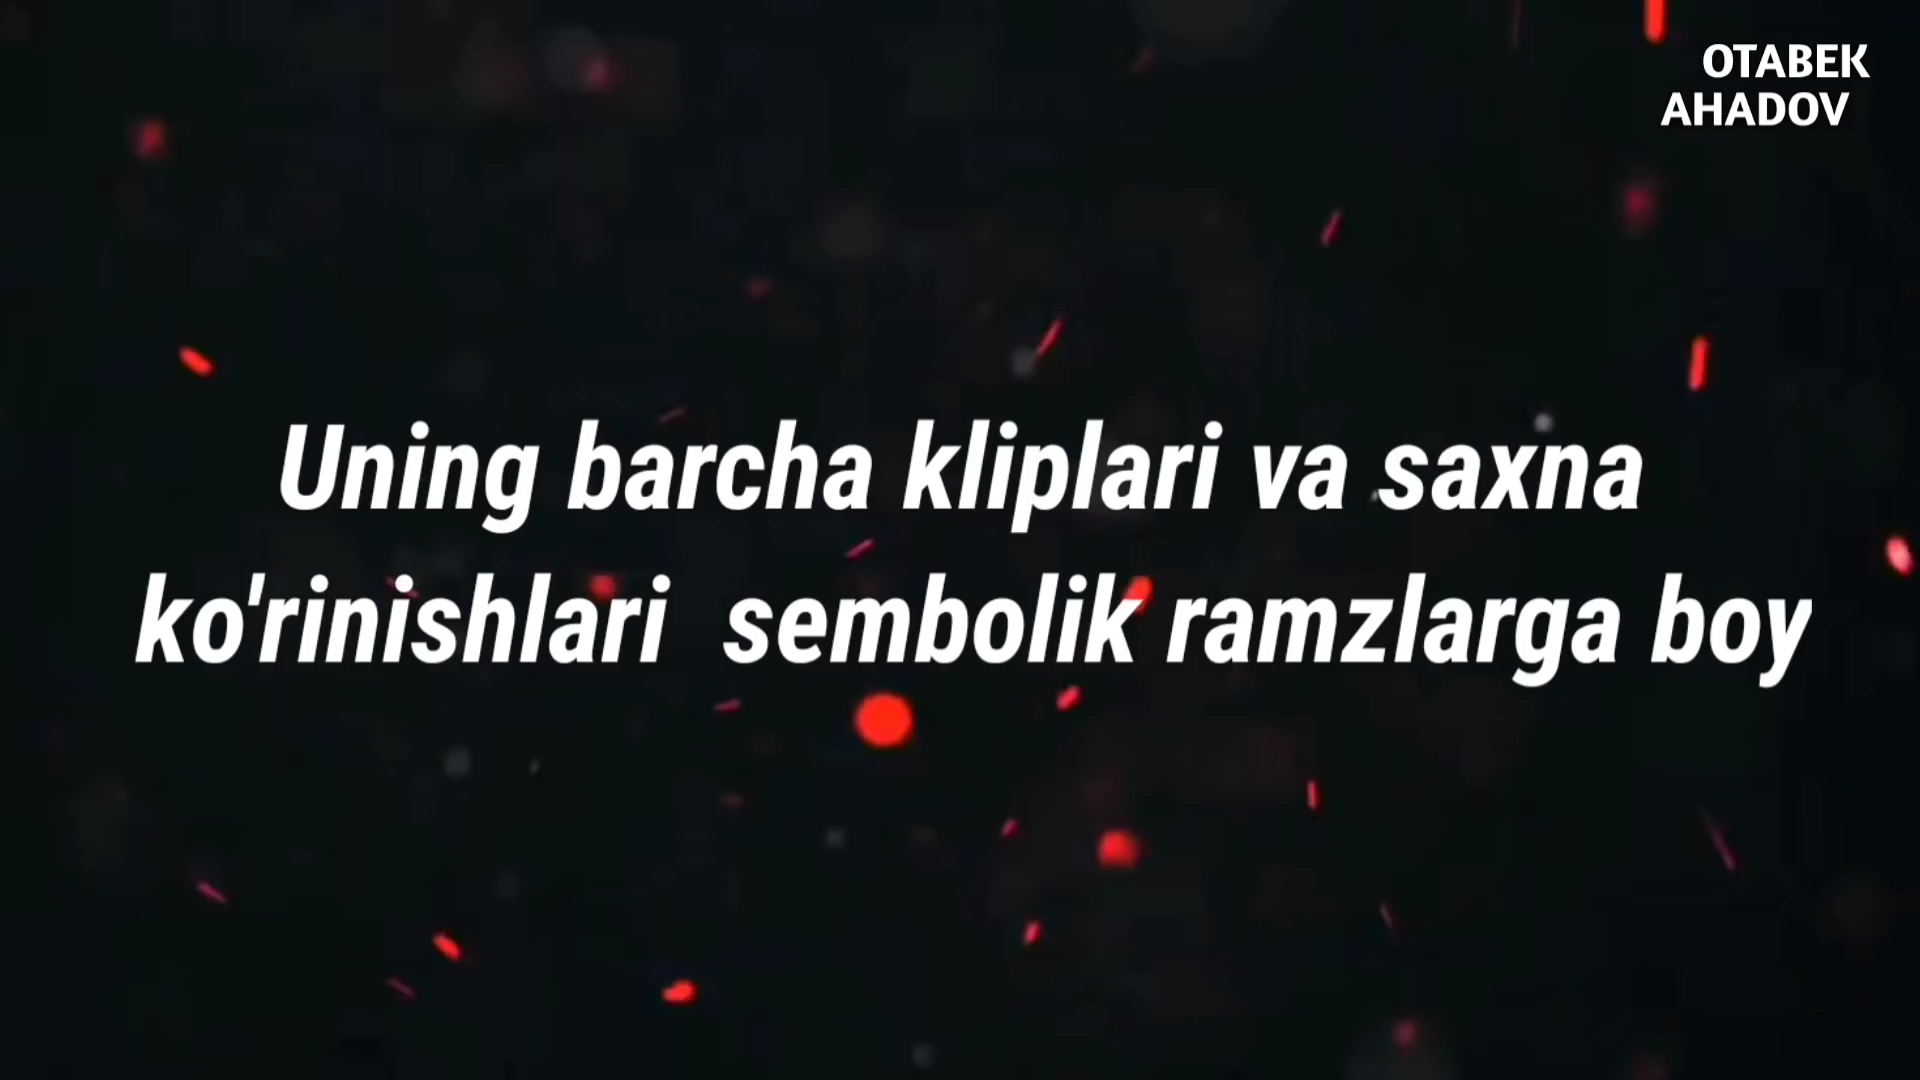 OTABEK
AHADOV
Uning barcha kliplari va saxna
ko'rinishlari  sembolik ramzlarga boy